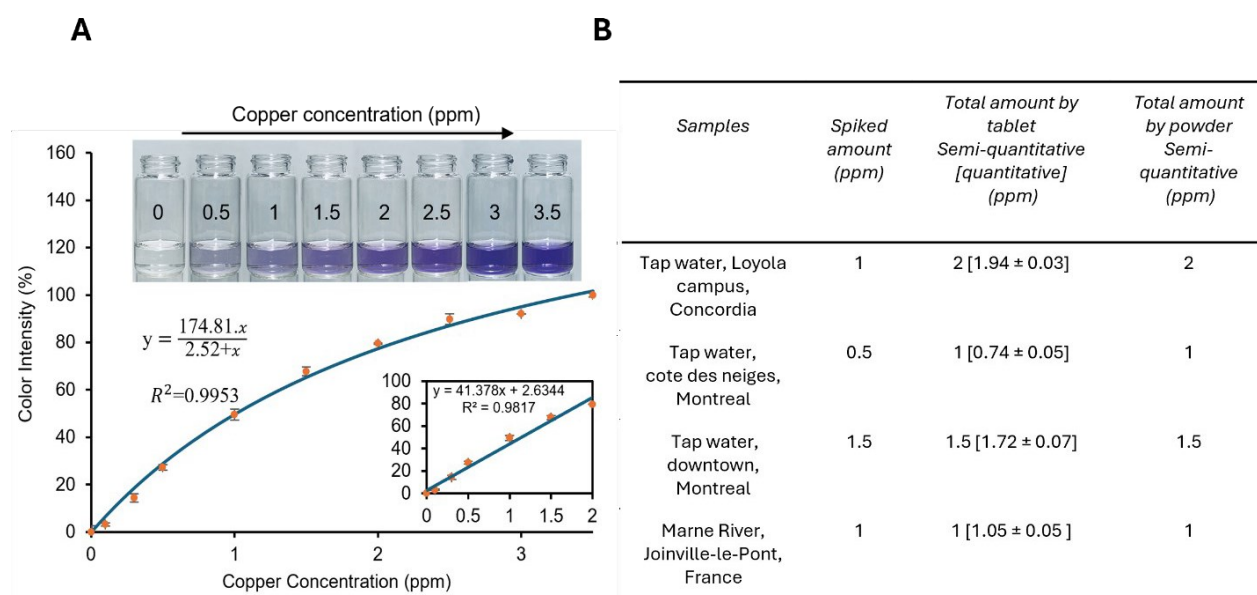 A
B
Copper concentration (ppm)
160
140
120
100
80
60
40
20
0
Color Intensity (%)
0 0.5 1 1.5 2 2.5 3 3.5
y = 174.81.x / 2.52+x
R²=0.9953
100
80
60
40
20
0
y = 41.378x + 2.6344
R² = 0.9817
0 0.5 1 1.5 2
0 1 2 3
Copper Concentration (ppm)
Samples
Spiked
amount
(ppm)
Total amount by
tablet
Semi-quantitative
[quantitative]
(ppm)
Total amount
by powder
Semi-
quantitative
(ppm)
Tap water, Loyola
campus,
Concordia
1
2 [1.94 ± 0.03]
2
Tap water,
cote des neiges,
Montreal
0.5
1 [0.74 ± 0.05]
1
Tap water,
downtown,
Montreal
1.5
1.5 [1.72 ± 0.07]
1.5
Marne River,
Joinville-le-Pont,
France
1
1 [1.05 ± 0.05 ]
1